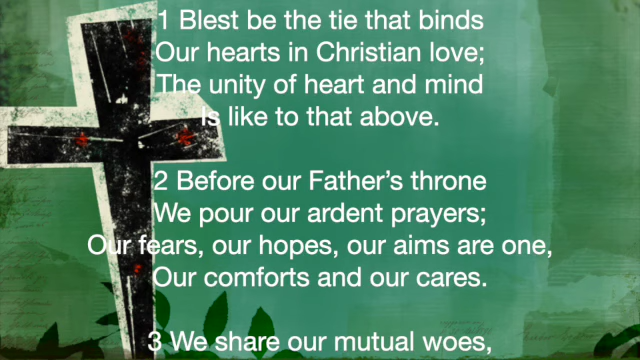 1 Blest be the tie that binds
Our hearts in Christian love;
The unity of heart and mind
Is like to that above.
2 Before our Father’s throne
We pour our ardent prayers;
Our fears, our hopes, our aims are one,
Our comforts and our cares.
3 We share our mutual woes,